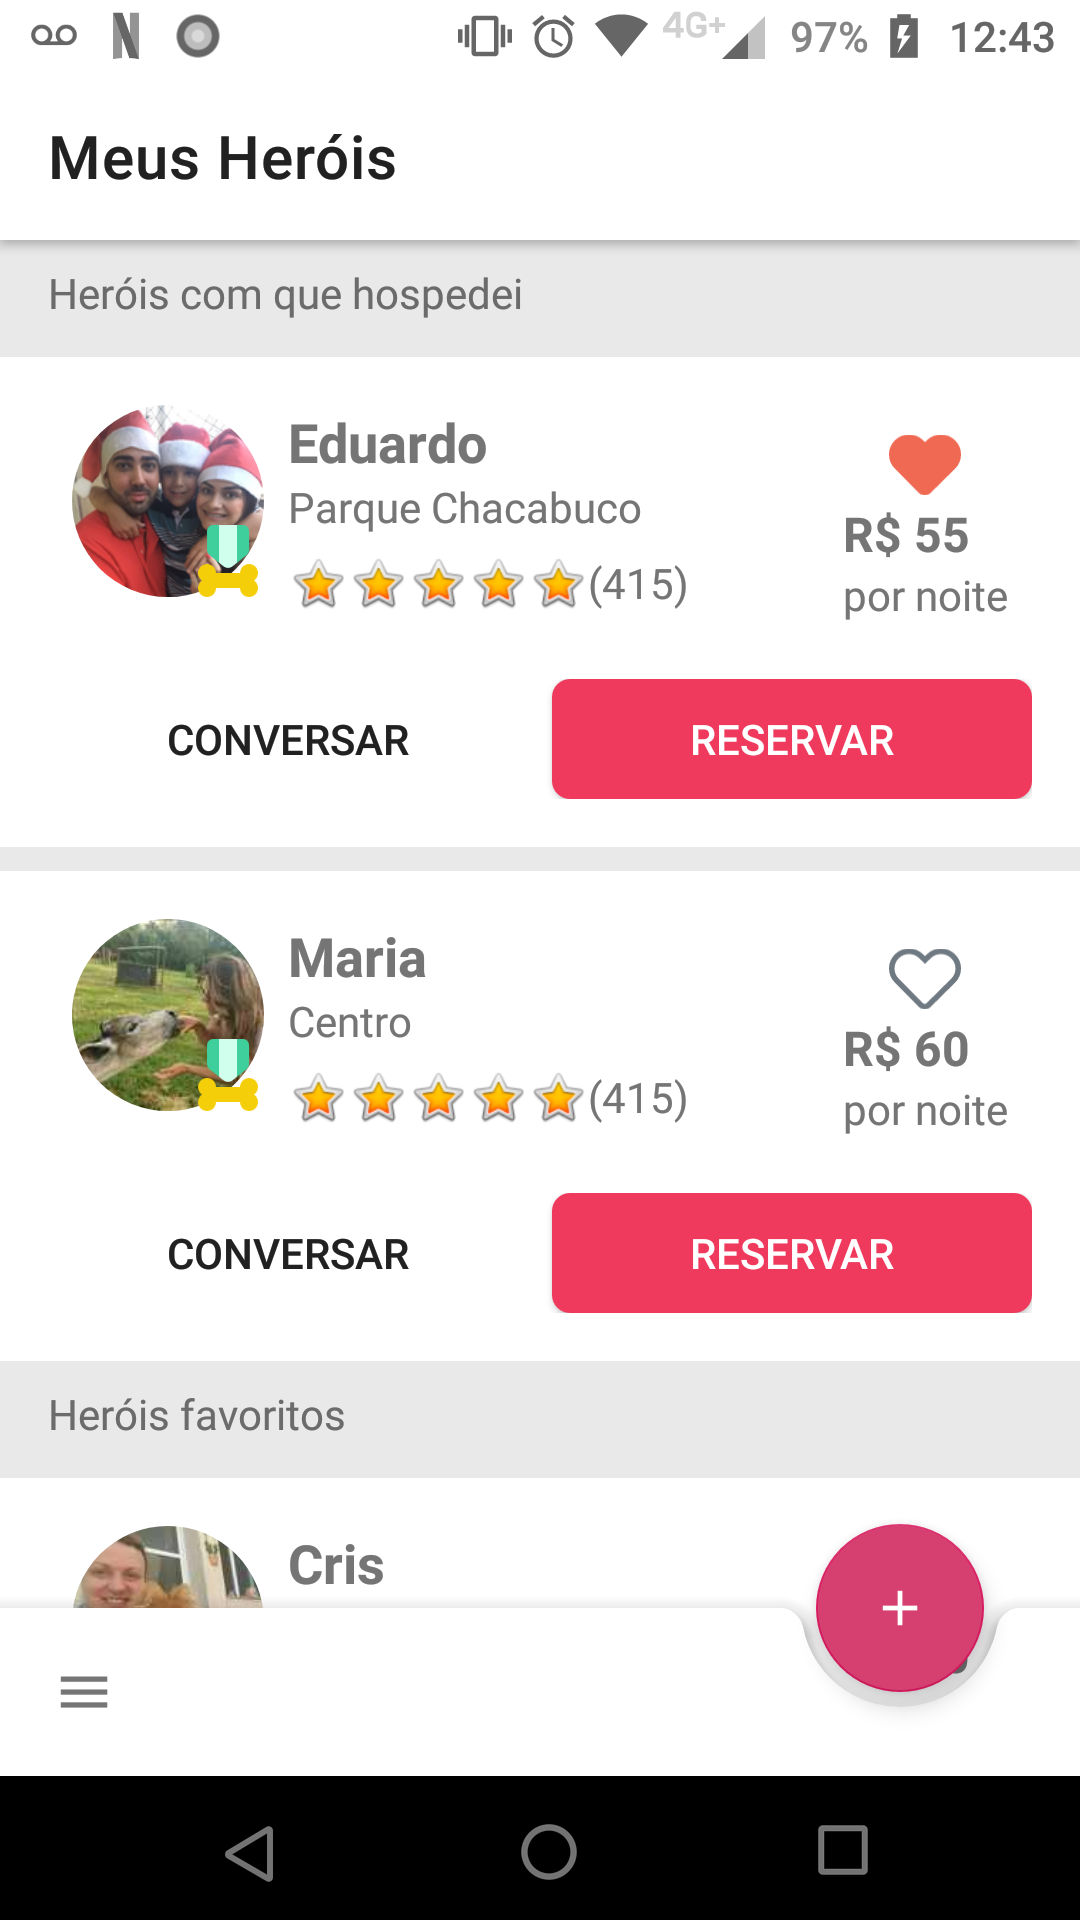 4G+ 97% 12:43
Meus Heróis
Heróis com que hospedei
Eduardo
Parque Chacabuco
(415)
R$ 55
por noite
CONVERSAR
RESERVAR
Maria
Centro
(415)
R$ 60
por noite
CONVERSAR
RESERVAR
Heróis favoritos
Cris